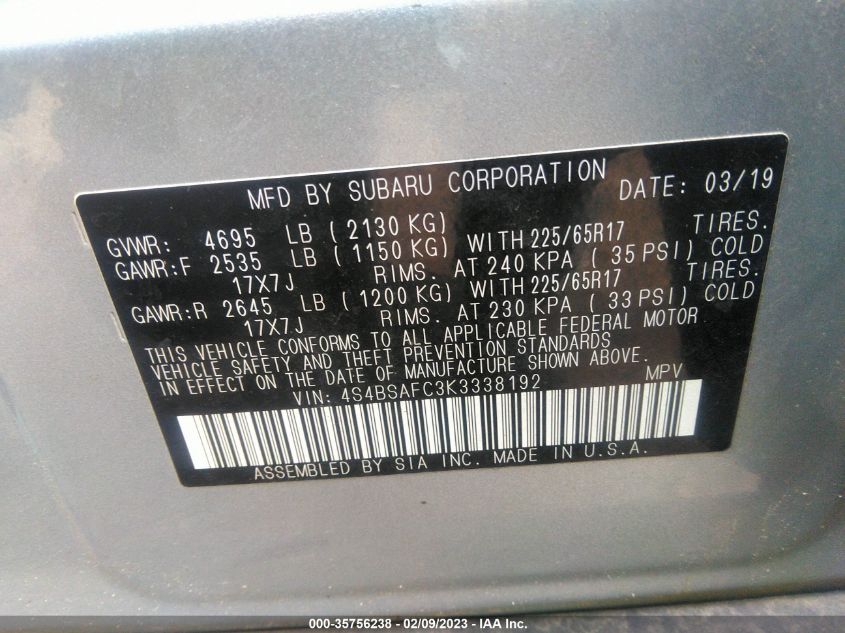 MFD BY SUBARU CORPORATION DATE: 03/19
GVWR: 4695 LB ( 2130 KG)
GAWR:F 2535 LB ( 1150 KG) WITH 225/65R17 TIRES.
17X7J RIMS. AT 240 KPA ( 35 PSI) COLD
GAWR:R 2645 LB ( 1200 KG) WITH 225/65R17 TIRES.
17X7J RIMS. AT 230 KPA ( 33 PSI) COLD
THIS VEHICLE CONFORMS TO ALL APPLICABLE FEDERAL MOTOR
VEHICLE SAFETY AND THEFT PREVENTION STANDARDS
IN EFFECT ON THE DATE OF MANUFACTURE SHOWN ABOVE.
VIN: 4S4BSAFC3K3338192 MPV
ASSEMBLED BY SIA INC. MADE IN U.S.A.
000-35756238 - 02/09/2023 - IAA Inc.